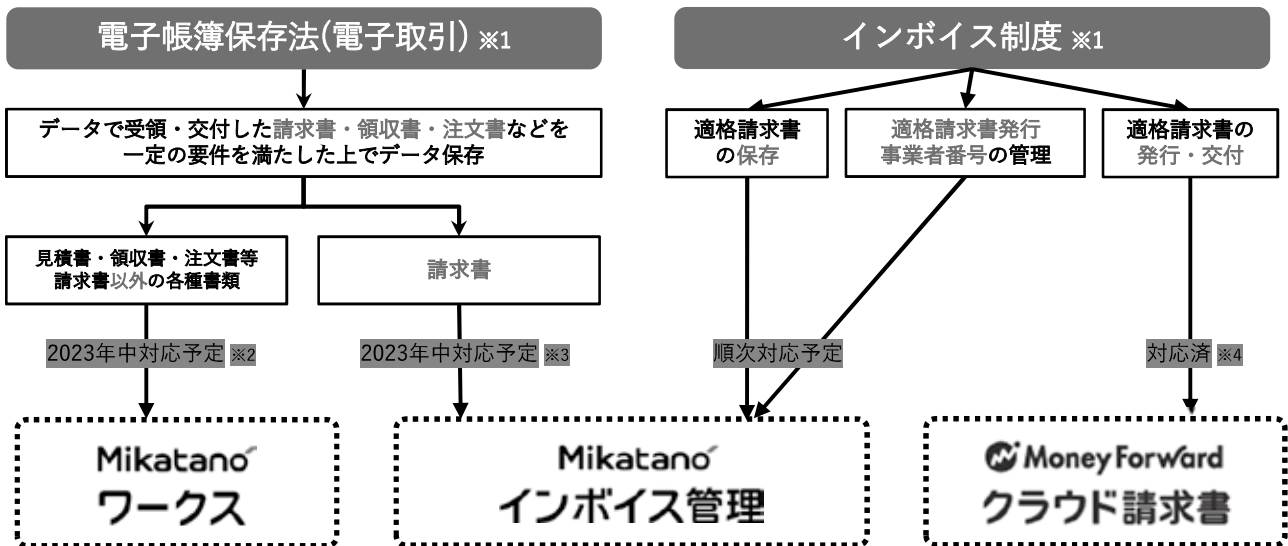 電子帳簿保存法(電子取引) ※1
インボイス制度 ※1
データで受領・交付した請求書・領収書・注文書などを
一定の要件を満たした上でデータ保存
適格請求書
の保存
適格請求書発行
事業者番号の管理
適格請求書の
発行・交付
見積書・領収書・注文書等
請求書以外の各種書類
請求書
2023年中対応予定 ※2
2023年中対応予定 ※3
順次対応予定
対応済 ※4
Mikatano
ワークス
Mikatano
インボイス管理
Money Forward
クラウド請求書